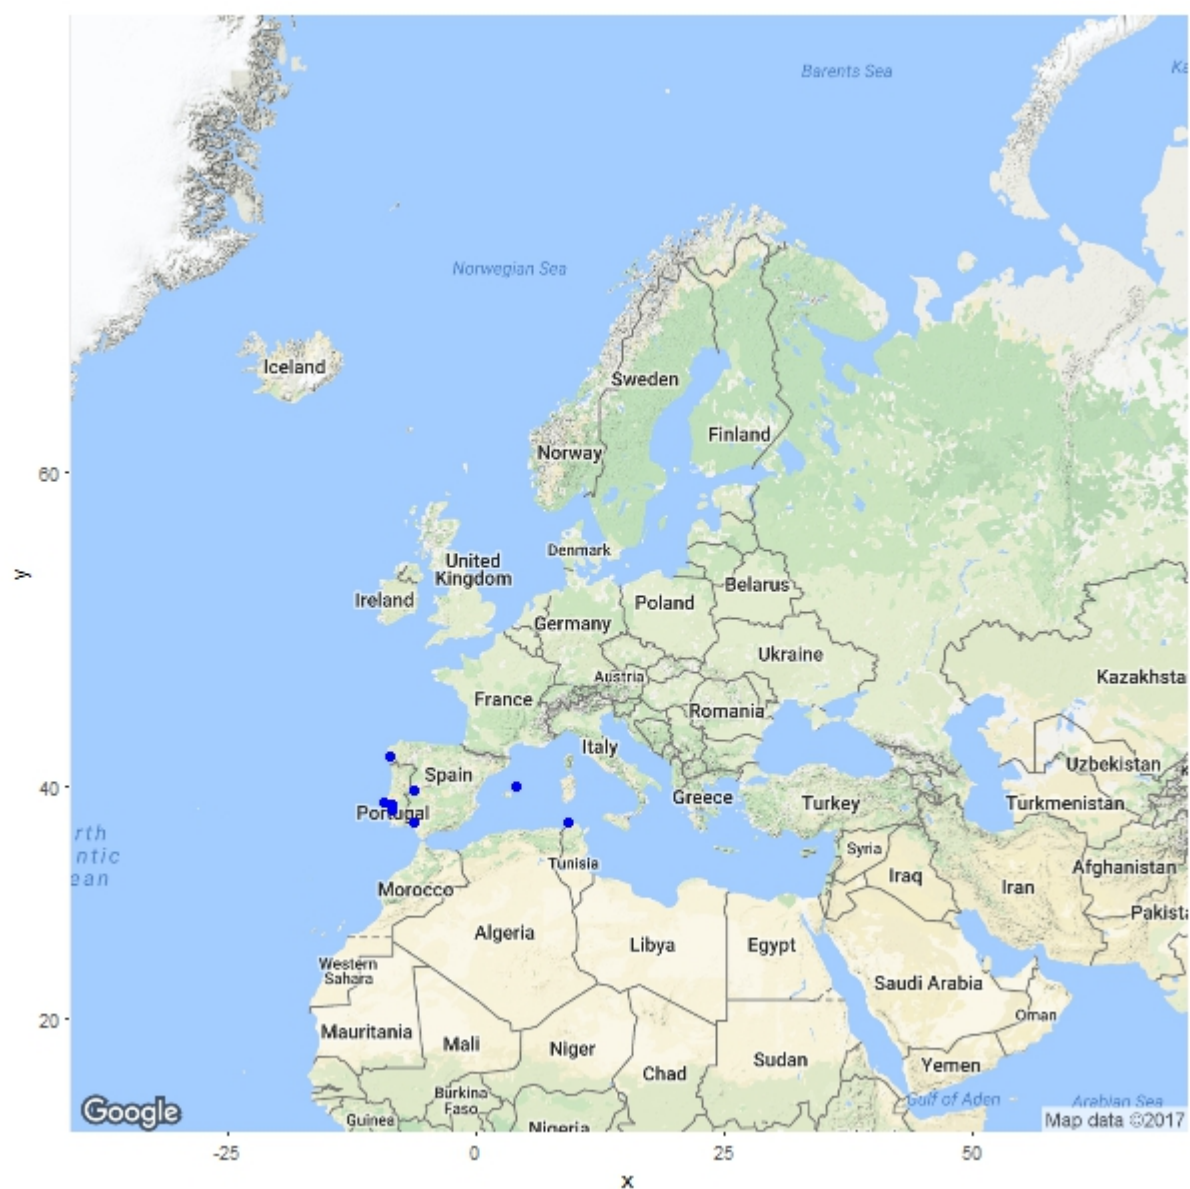 Barents Sea
Ka
Norwegian Sea
Iceland
Sweden
Finland
Norway
60
Denmark
United
Kingdom
y
Belarus
Ireland
Poland
Germany
Ukraine
Austria
Kazakhsta
France
Romania
Italy
Spain
Uzbekistan
40
Greece
Turkey
Turkmenistan
Portugal
rth
ntic
ean
Syria
Tunisia
Afghanistan
Iraq
Iran
Morocco
Pakista
Algeria
Libya
Egypt
Western
Sahara
Saudi Arabia
Oman
20
Mauritania
Mali
Niger
Sudan
Yemen
Chad
Burkina
Faso
Gulf of Aden
Arabian Sea
Google
Guinea
Nigeria
Map data ©2017
-25
0
25
50
x